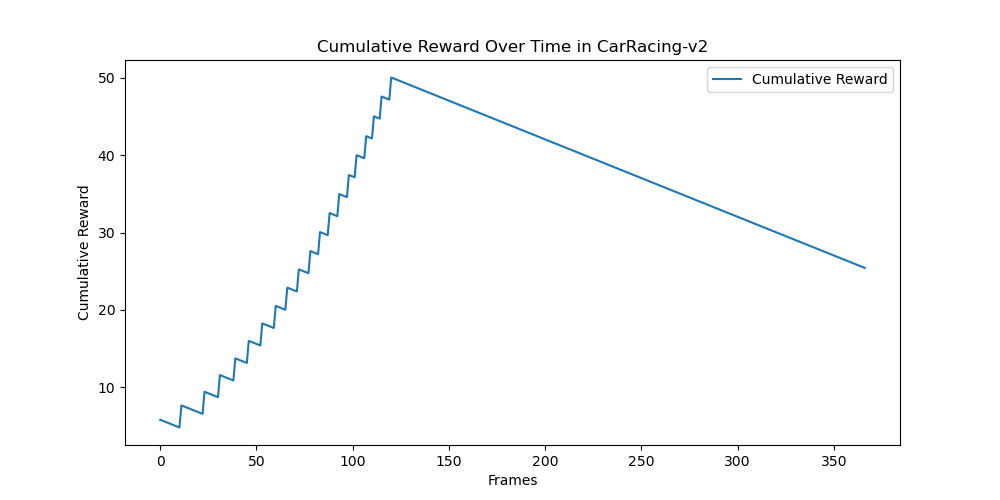 Cumulative Reward Over Time in CarRacing-v2
Cumulative Reward
50
40
30
20
10
Cumulative Reward
0 50 100 150 200 250 300 350
Frames